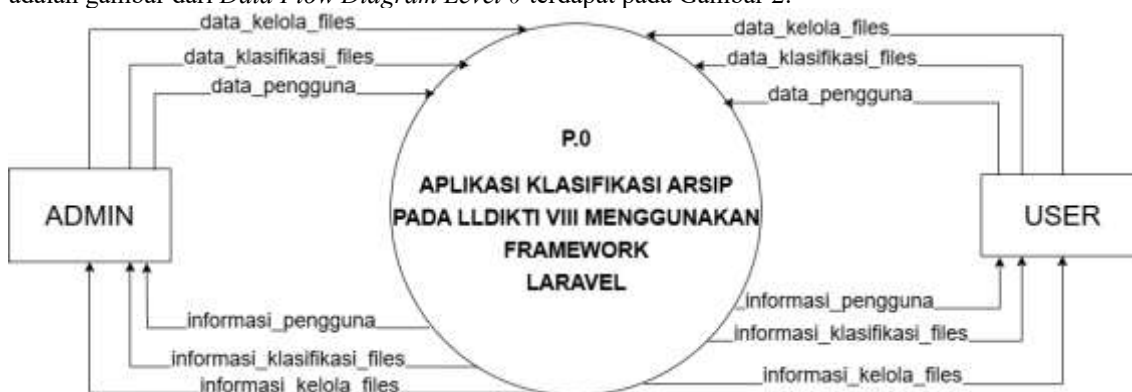 adalah gambar dari Data Flow Diagram Level 0 terdapat pada Gambar 2.
data_kelola_files
data_klasifikasi_files
data_pengguna
data_kelola_files
data_klasifikasi_files
data_pengguna
P.0
APLIKASI KLASIFIKASI ARSIP
PADA LLDIKTI VIII MENGGUNAKAN
FRAMEWORK
LARAVEL
ADMIN
USER
informasi_pengguna
informasi_klasifikasi_files
informasi_kelola_files
informasi_pengguna
informasi_klasifikasi_files
informasi_kelola_files